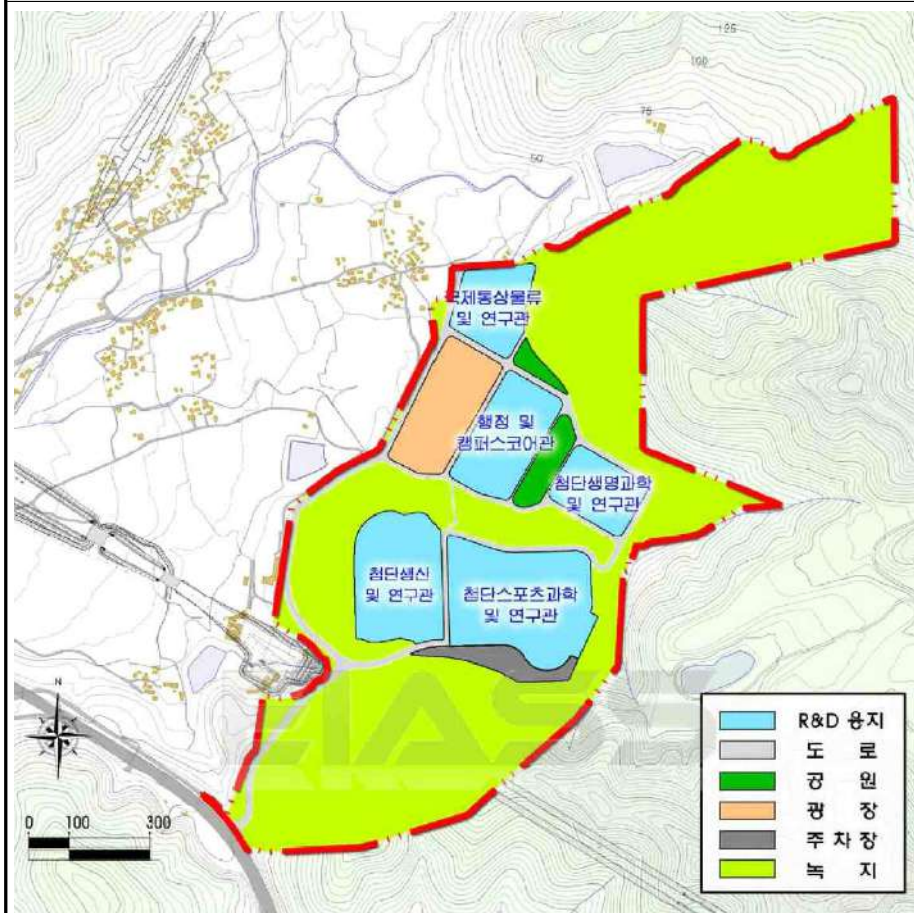 125
100
75
50
국제통상물류
및 연구관
행정 및
캠퍼스코어관
첨단생명과학
및 연구관
첨단생산
및 연구관
첨단스포츠과학
및 연구관
EIASS
N
0 100 300
R&D 용지
도 로
공 원
광 장
주 차 장
녹 지